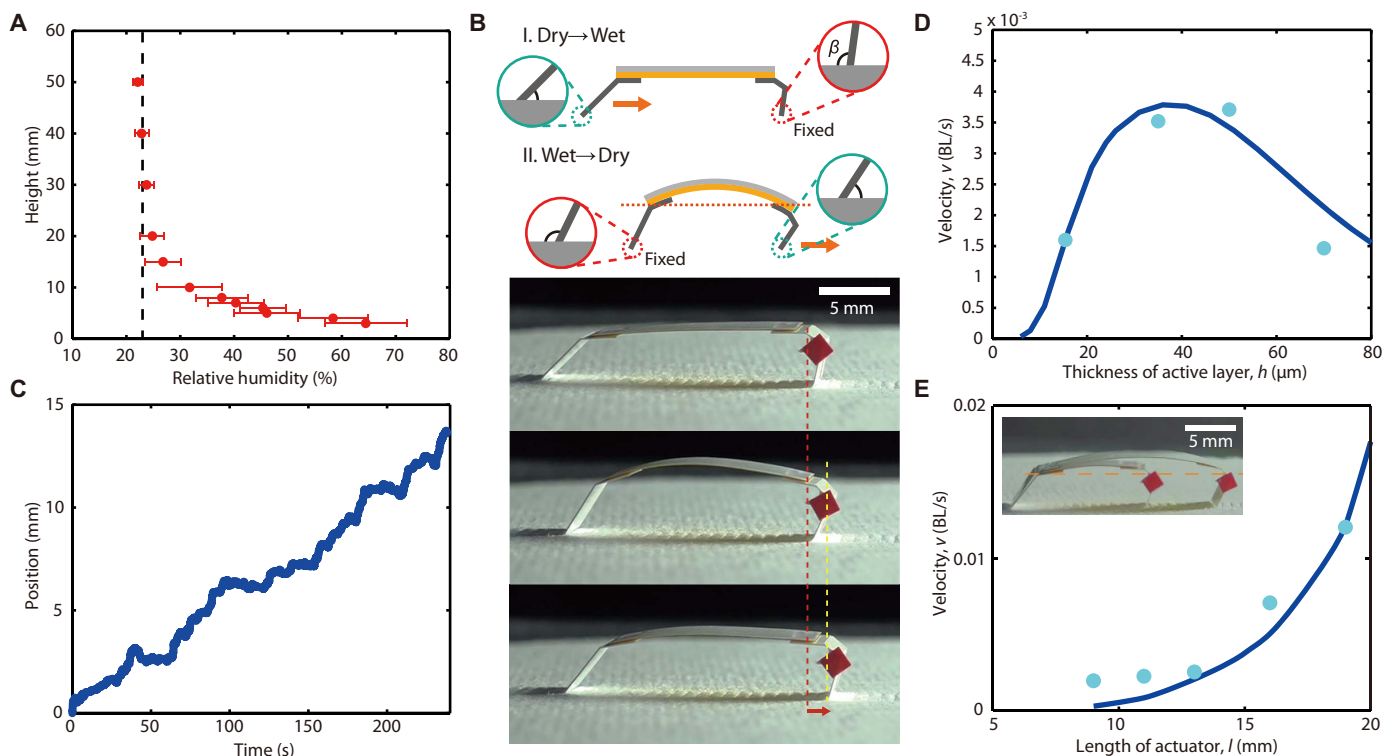 A
60
50
40
30
20
10
0
Height (mm)
10 20 30 40 50 60 70 80
Relative humidity (%)
B
I. Dry→Wet
β
Fixed
II. Wet→Dry
Fixed
5 mm
C
15
10
5
0
Position (mm)
0 50 100 150 200
Time (s)
D
5 x 10⁻³
4.5
4
3.5
3
2.5
2
1.5
1
0.5
0
Velocity, v (BL/s)
0 20 40 60 80
Thickness of active layer, h (μm)
E
0.02
0.01
0
Velocity, v (BL/s)
5 mm
5 10 15 20
Length of actuator, l (mm)